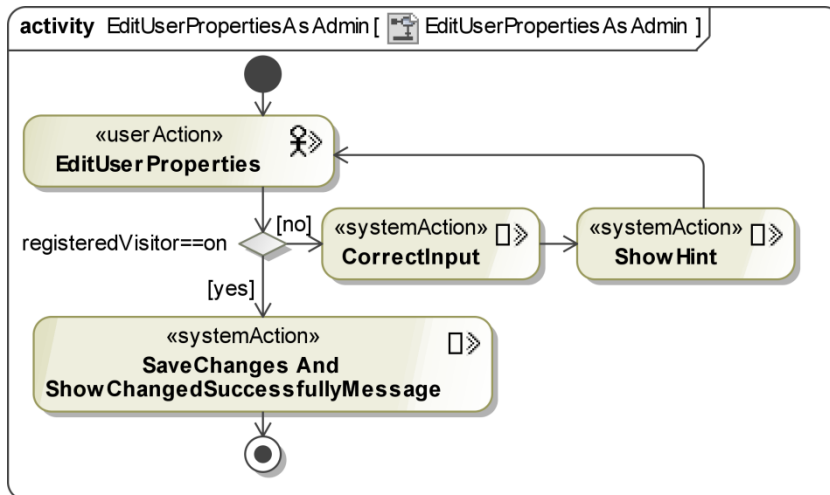 activity EditUserPropertiesAsAdmin [ EditUserPropertiesAsAdmin ]
«userAction»
EditUserProperties
registeredVisitor==on
[no]
«systemAction»
CorrectInput
«systemAction»
ShowHint
[yes]
«systemAction»
SaveChanges And
ShowChangedSuccessfullyMessage